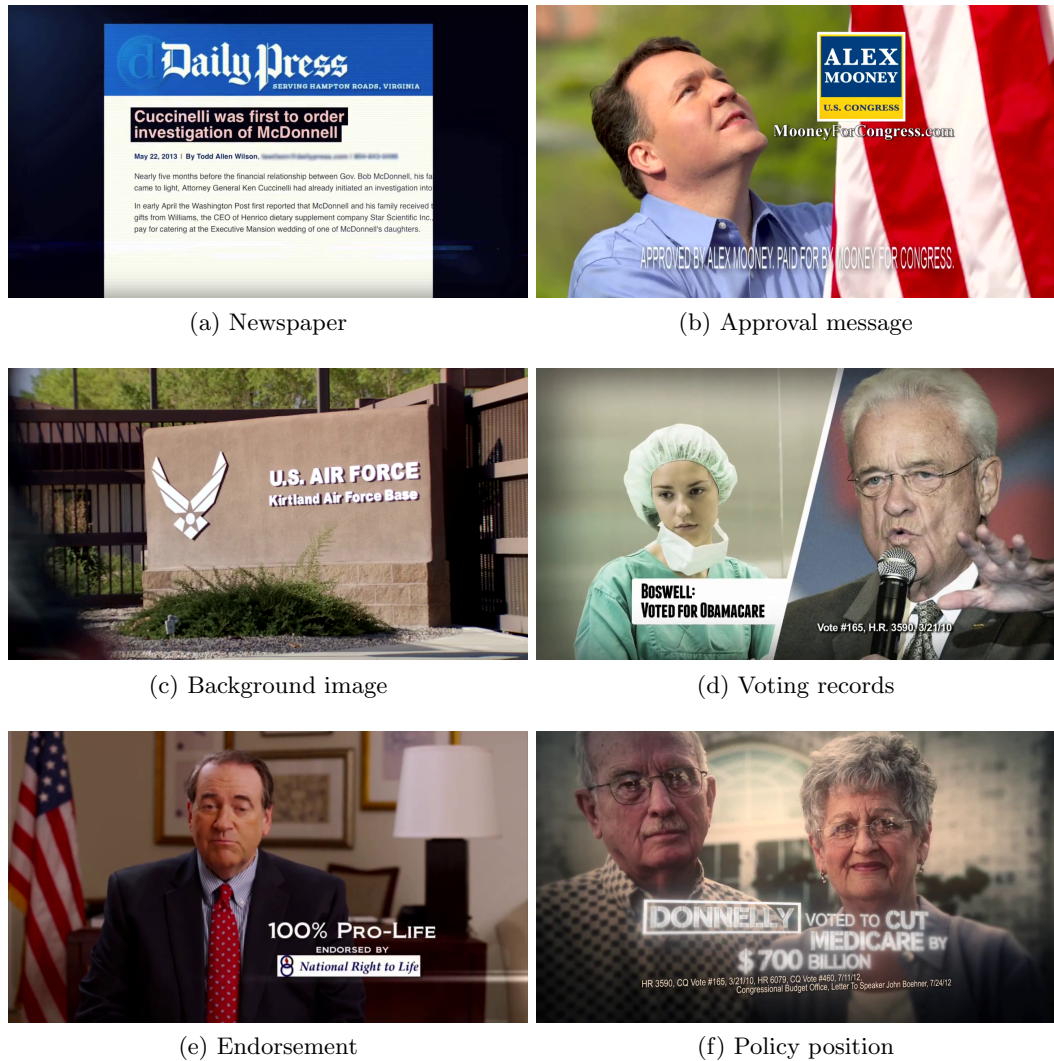 Daily Press
SERVING HAMPTON ROADS, VIRGINIA
Cuccinelli was first to order
investigation of McDonnell
May 22, 2013 | By Todd Allen Wilson,
Nearly five months before the financial relationship between Gov. Bob McDonnell, his fa
came to light, Attorney General Ken Cuccinelli had already initiated an investigation into
In early April the Washington Post first reported that McDonnell and his family received
gifts from Williams, the CEO of Henrico dietary supplement company Star Scientific Inc.,
pay for catering at the Executive Mansion wedding of one of McDonnell's daughters.
(a) Newspaper
ALEX
MOONEY
U.S. CONGRESS
MooneyForCongress.com
APPROVED BY ALEX MOONEY. PAID FOR BY MOONEY FOR CONGRESS.
(b) Approval message
U.S. AIR FORCE
Kirtland Air Force Base
(c) Background image
BOSWELL:
VOTED FOR OBAMACARE
Vote #165, H.R. 3590, 3/21/10
(d) Voting records
100% PRO-LIFE
ENDORSED BY
National Right to Life
(e) Endorsement
DONNELLY VOTED TO CUT
MEDICARE BY
$700 BILLION
HR 3590, CQ Vote #165, 3/21/10, HR 6079, CQ Vote #460, 7/11/12,
Congressional Budget Office, Letter To Speaker John Boehner, 7/24/12
(f) Policy position